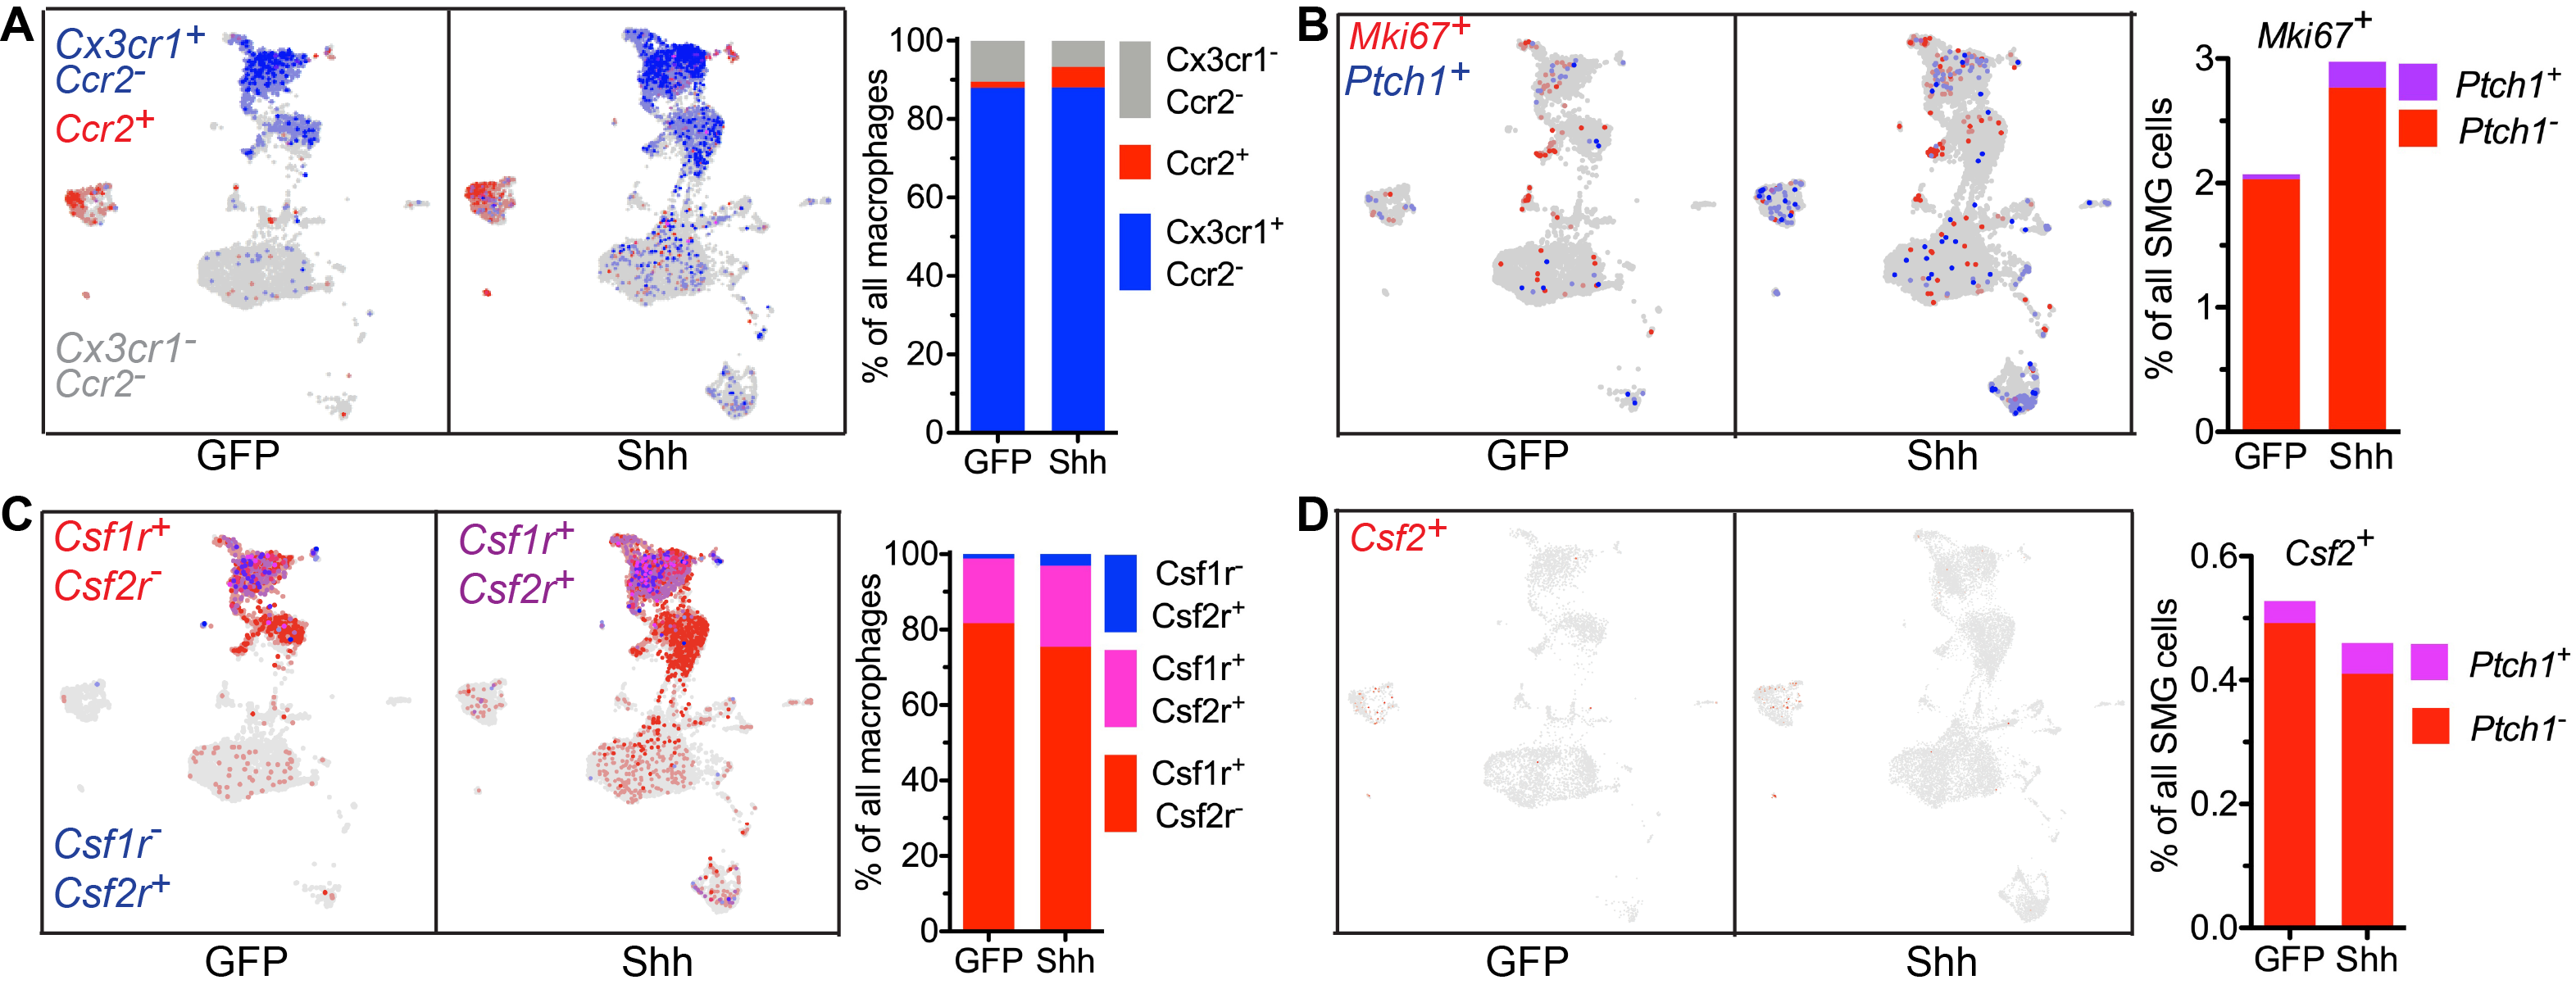 A
Cx3cr1+
Ccr2-
Ccr2+
Cx3cr1-
Ccr2-
GFP
Shh
% of all macrophages
100
80
60
40
20
0
GFP Shh
Cx3cr1-
Ccr2-
Ccr2+
Cx3cr1+
Ccr2-
B
Mki67+
Ptch1+
GFP
Shh
% of all SMG cells
Mki67+
3
2
1
0
GFP Shh
Ptch1+
Ptch1-
C
Csf1r+
Csf2r-
Csf1r+
Csf2r+
Csf1r-
Csf2r+
GFP
Shh
% of all macrophages
100
80
60
40
20
0
GFP Shh
Csf1r-
Csf2r+
Csf1r+
Csf2r+
Csf1r+
Csf2r-
D
Csf2+
GFP
Shh
% of all SMG cells
Csf2+
0.6
0.4
0.2
0.0
GFP Shh
Ptch1+
Ptch1-